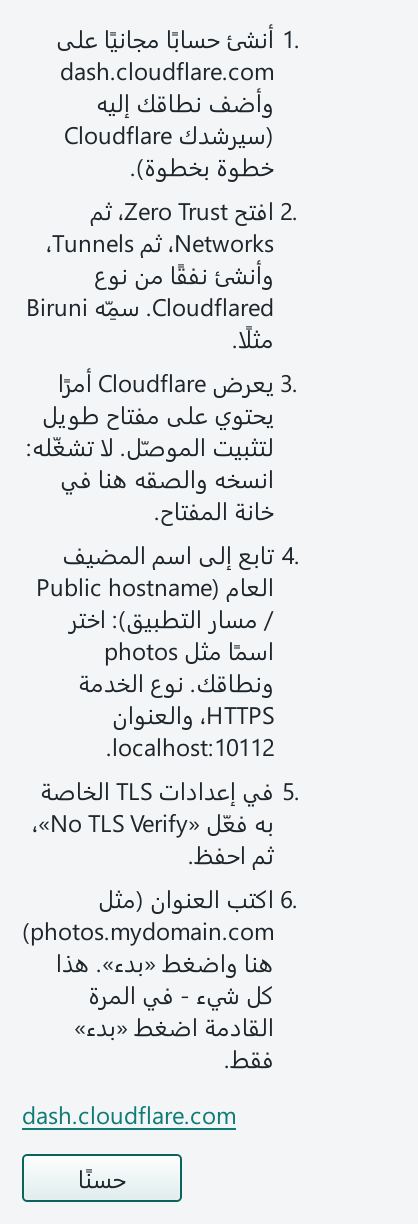 1. أنشئ حسابًا مجانيًا على
dash.cloudflare.com
وأضف نطاقك إليه
(سيرشدك Cloudflare
خطوة بخطوة).
2. افتح Zero Trust، ثم
Networks، ثم Tunnels،
وأنشئ نفقًا من نوع
Cloudflared. سمِّه Biruni
مثلًا.
3. يعرض Cloudflare أمرًا
يحتوي على مفتاح طويل
لتثبيت الموصّل. لا تشغّله:
انسخه والصقه هنا في
خانة المفتاح.
4. تابع إلى اسم المضيف
العام (Public hostname
/ مسار التطبيق): اختر
اسمًا مثل photos
ونطاقك. نوع الخدمة
HTTPS، والعنوان
localhost:10112.
5. في إعدادات TLS الخاصة
به فعّل «No TLS Verify»،
ثم احفظ.
6. اكتب العنوان (مثل
photos.mydomain.com)
هنا واضغط «بدء». هذا
كل شيء - في المرة
القادمة اضغط «بدء»
فقط.
dash.cloudflare.com
حسنًا